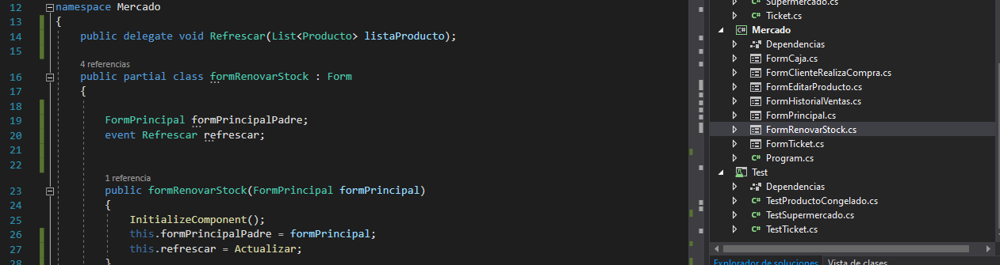 12 namespace Mercado
13 {
14 public delegate void Refrescar(List<Producto> listaProducto);
15
4 referencias
16 public partial class formRenovarStock : Form
17 {
18
19 FormPrincipal formPrincipalPadre;
20 event Refrescar refrescar;
21
22
1 referencia
23 public formRenovarStock(FormPrincipal formPrincipal)
24 {
25 InitializeComponent();
26 this.formPrincipalPadre = formPrincipal;
27 this.refrescar = Actualizar;
28 }
Supermercado.cs
C# Ticket.cs
C# Mercado
Dependencias
FormCaja.cs
FormClienteRealizaCompra.cs
FormEditarProducto.cs
FormHistorialVentas.cs
FormPrincipal.cs
FormRenovarStock.cs
FormTicket.cs
C# Program.cs
Test
Dependencias
C# TestProductoCongelado.cs
C# TestSupermercado.cs
C# TestTicket.cs
Explorador de soluciones Vista de clases